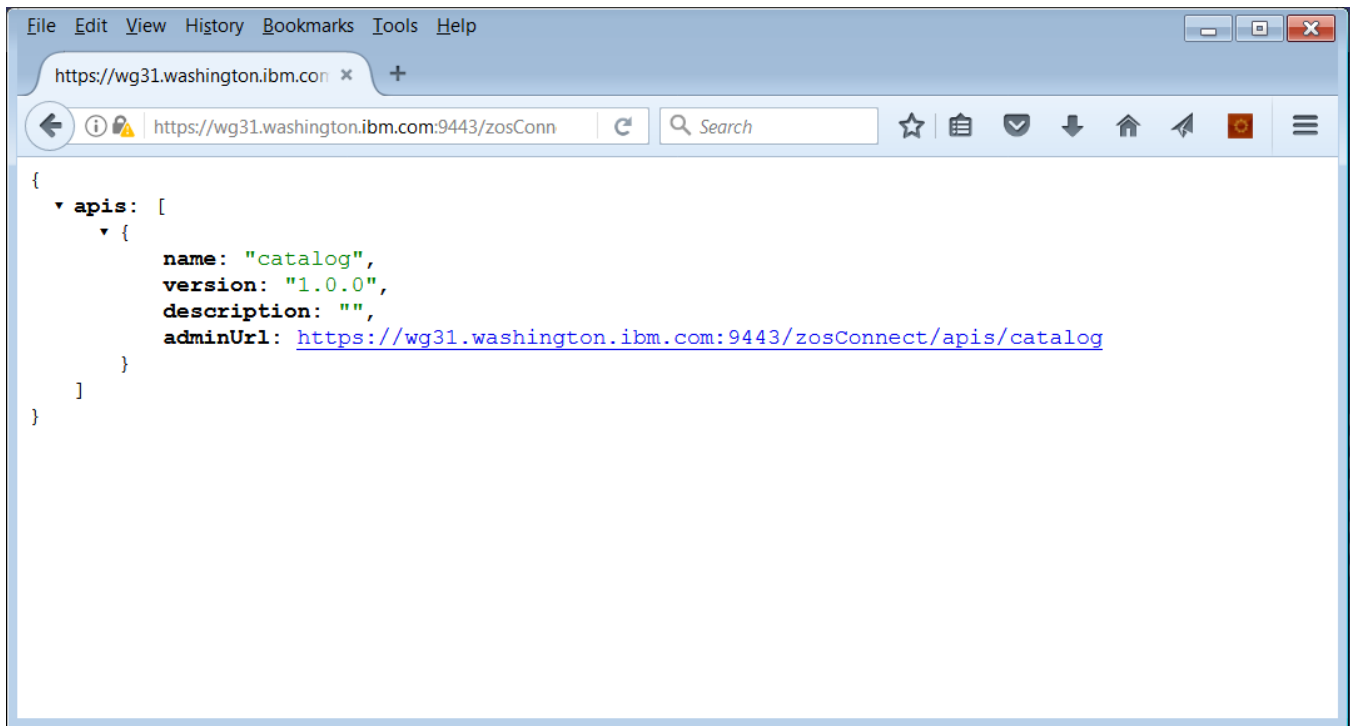 File Edit View History Bookmarks Tools Help
https://wg31.washington.ibm.con
https://wg31.washington.ibm.com:9443/zosConn
Search
{
apis: [
{
name: "catalog",
version: "1.0.0",
description: "",
adminUrl: https://wg31.washington.ibm.com:9443/zosConnect/apis/catalog
}
]
}